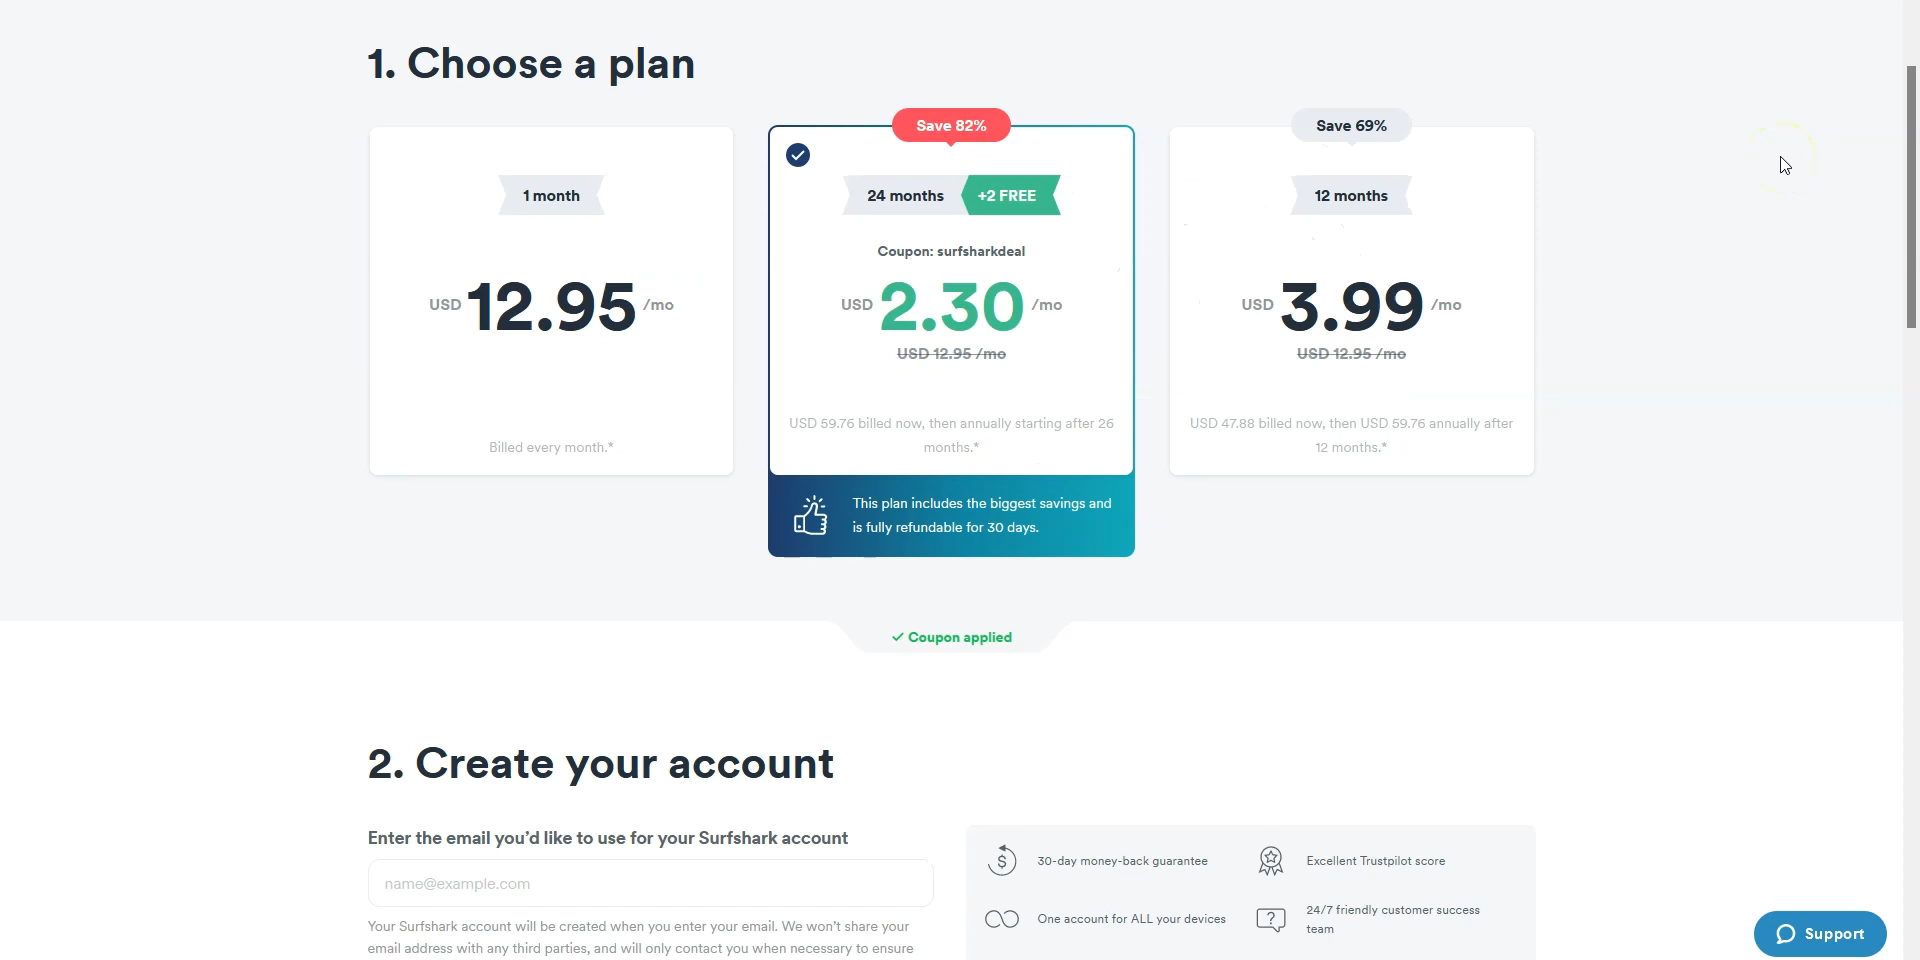 1. Choose a plan
Save 82%
Save 69%
1 month
24 months
+2 FREE
12 months
Coupon: surfsharkdeal
USD 12.95 /mo
USD 2.30 /mo
USD 3.99 /mo
USD 12.95 /mo
USD 12.95 /mo
Billed every month.*
USD 59.76 billed now, then annually starting after 26
months.*
USD 47.88 billed now, then USD 59.76 annually after
12 months.*
This plan includes the biggest savings and
is fully refundable for 30 days.
Coupon applied
2. Create your account
Enter the email you’d like to use for your Surfshark account
name@example.com
Your Surfshark account will be created when you enter your email. We won’t share your
email address with any third parties, and will only contact you when necessary to ensure
30-day money-back guarantee
Excellent Trustpilot score
One account for ALL your devices
24/7 friendly customer success
team
Support